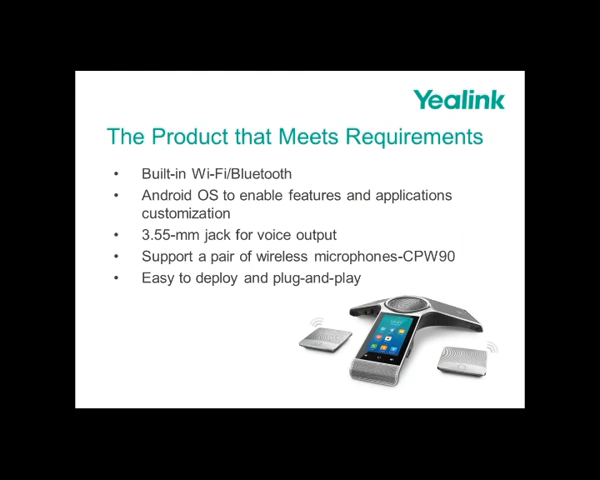 Yealink
The Product that Meets Requirements
• Built-in Wi-Fi/Bluetooth
• Android OS to enable features and applications
customization
• 3.55-mm jack for voice output
• Support a pair of wireless microphones-CPW90
• Easy to deploy and plug-and-play